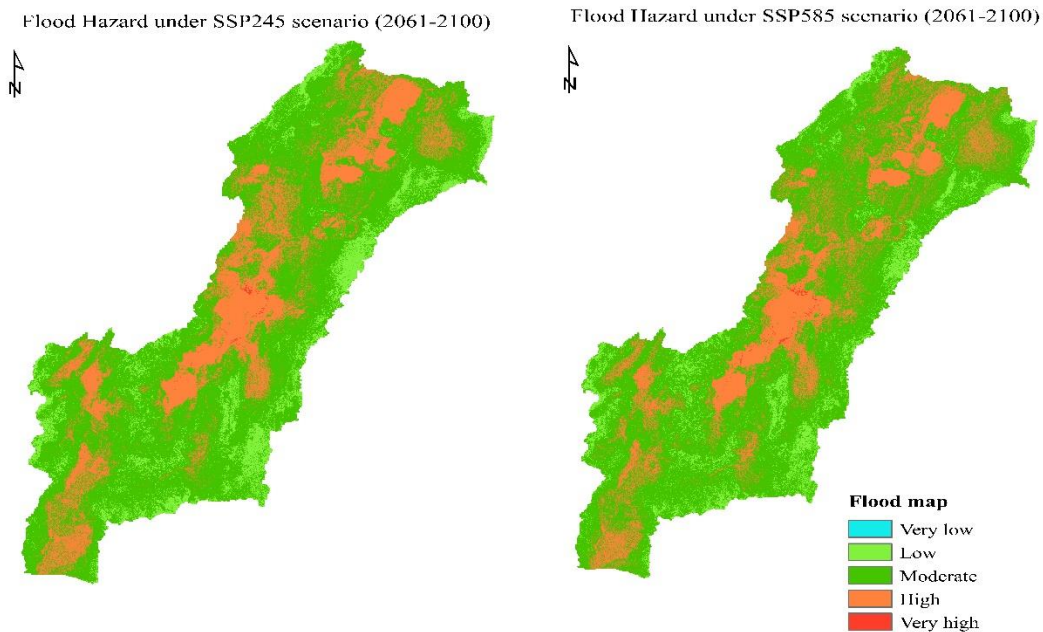 Flood Hazard under SSP245 scenario (2061-2100)
Flood Hazard under SSP585 scenario (2061-2100)
N
N
Flood map
Very low
Low
Moderate
High
Very high